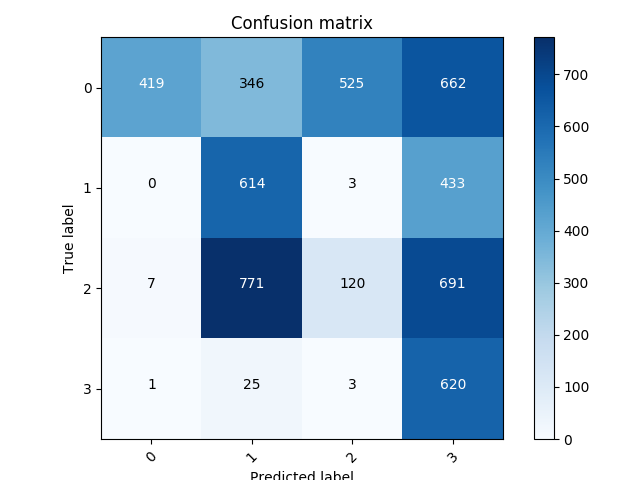 Confusion matrix
0 419 346 525 662
1 0 614 3 433
2 7 771 120 691
3 1 25 3 620
0 1 2 3
True label
Predicted label
700
600
500
400
300
200
100
0